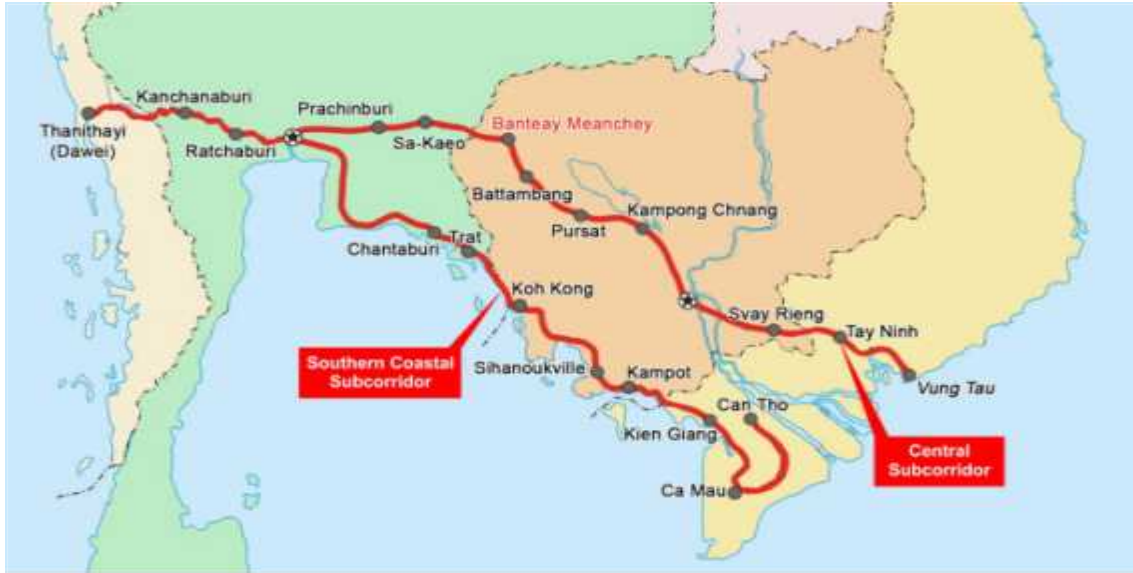 Kanchanaburi
Prachinburi
Thanithayi
(Dawei)
Ratchaburi
Sa-Kaeo
Banteay Meanchey
Battambang
Kampong Chnang
Pursat
Chantaburi
Trat
Koh Kong
Svay Rieng
Tay Ninh
Southern Coastal
Subcorridor
Sihanoukville
Kampot
Vung Tau
Can Tho
Kien Giang
Central
Subcorridor
Ca Mau